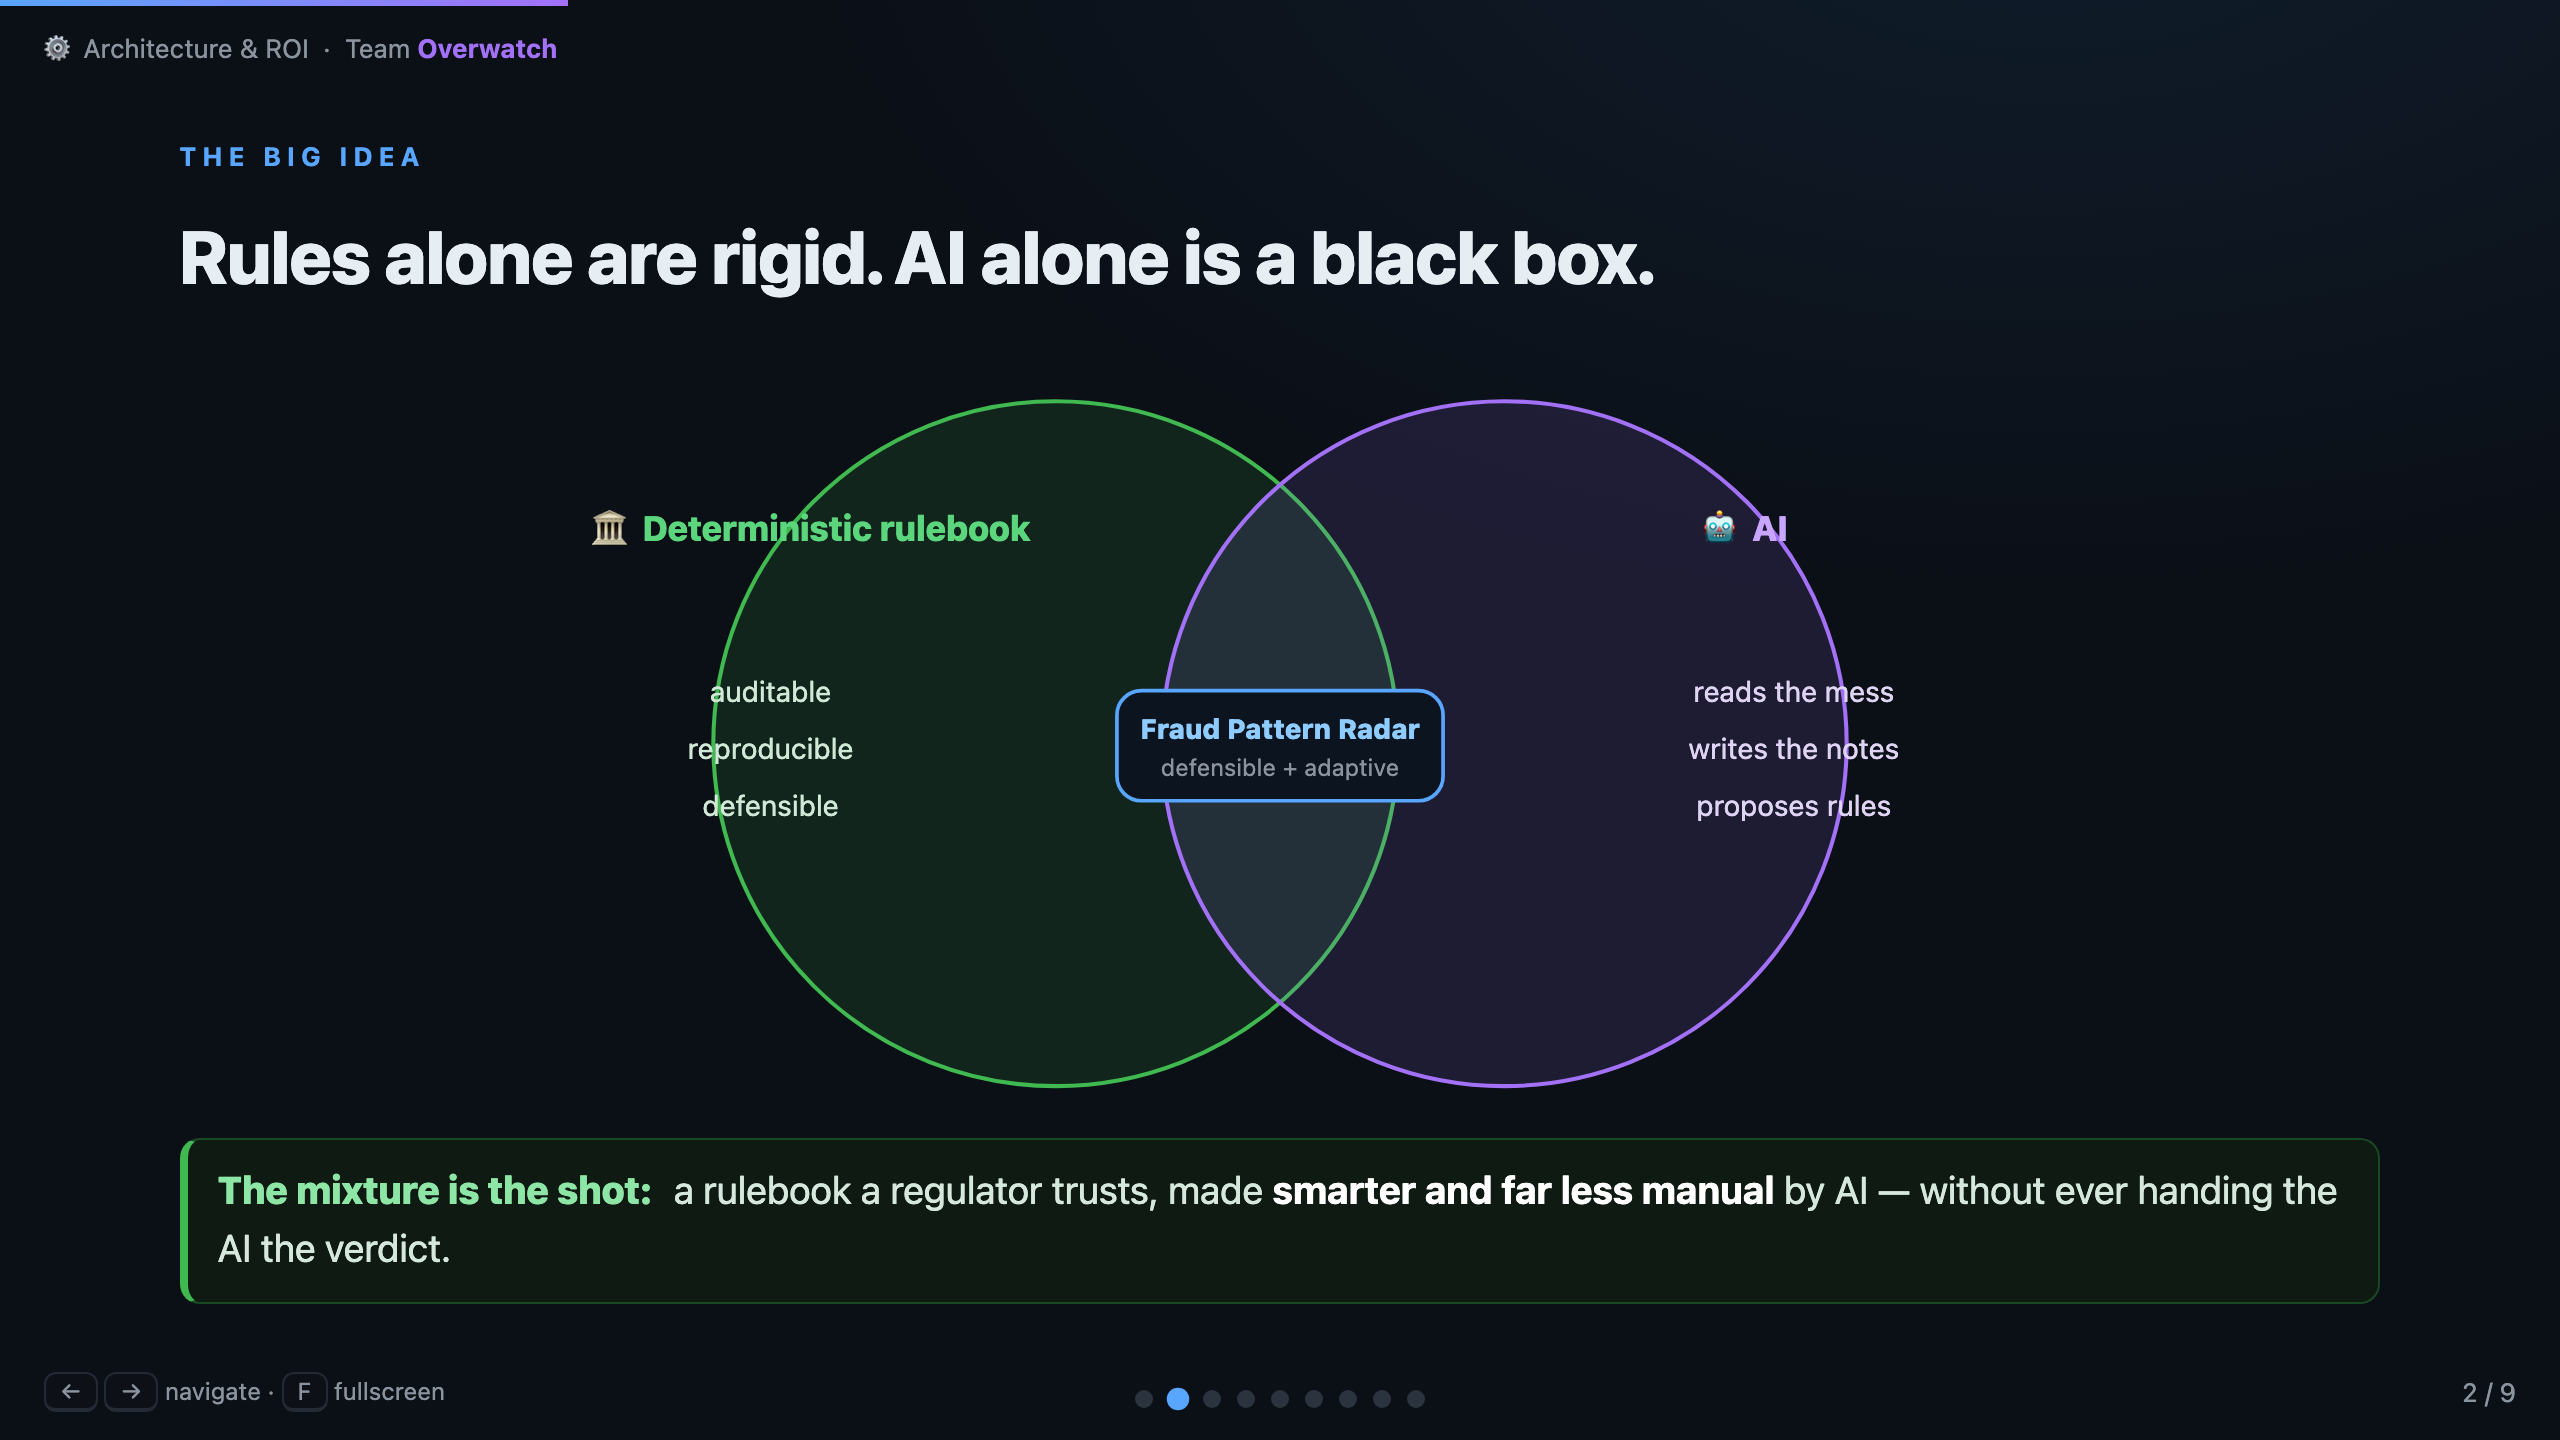 ⚙️ Architecture & ROI · Team Overwatch
THE BIG IDEA
Rules alone are rigid. AI alone is a black box.
🏛️ Deterministic rulebook
🤖 AI
auditable
reproducible
defensible
Fraud Pattern Radar
defensible + adaptive
reads the mess
writes the notes
proposes rules
The mixture is the shot: a rulebook a regulator trusts, made smarter and far less manual by AI — without ever handing the
AI the verdict.
← → navigate · F fullscreen
2 / 9